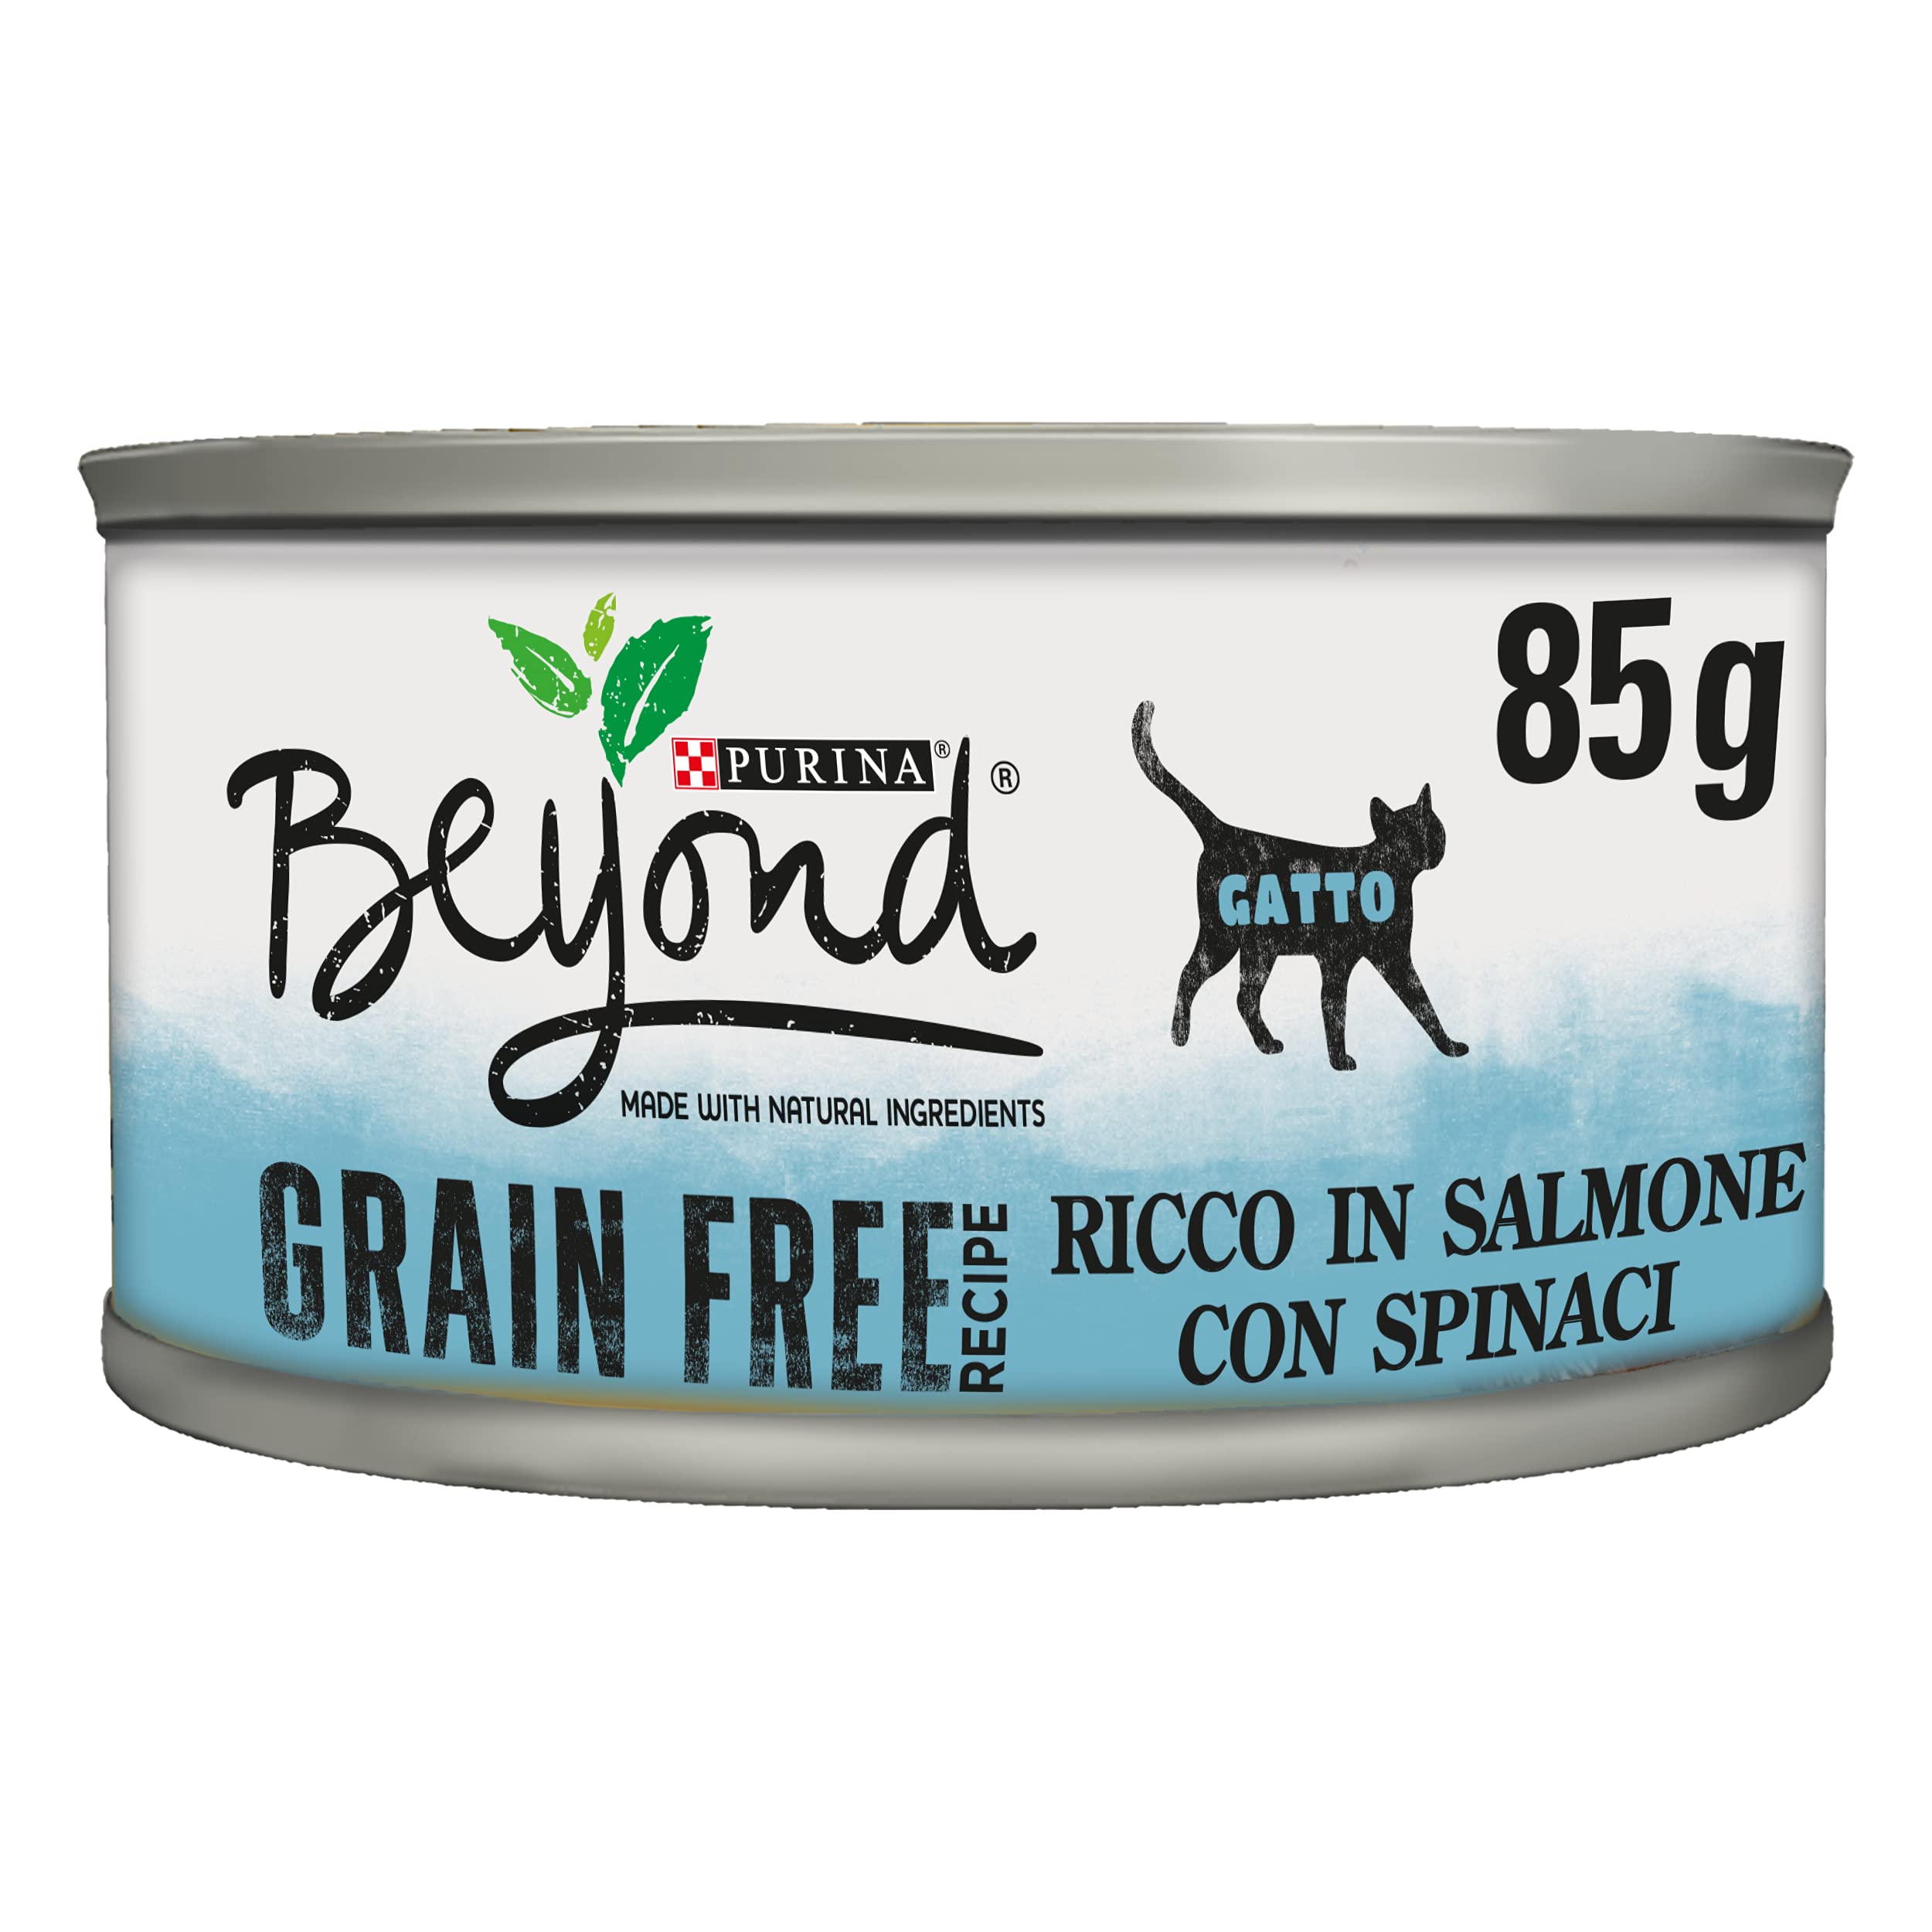 85g
PURINA®
Beyond®
GATTO
MADE WITH NATURAL INGREDIENTS
GRAIN FREE
RECIPE
RICCO IN SALMONE
CON SPINACI